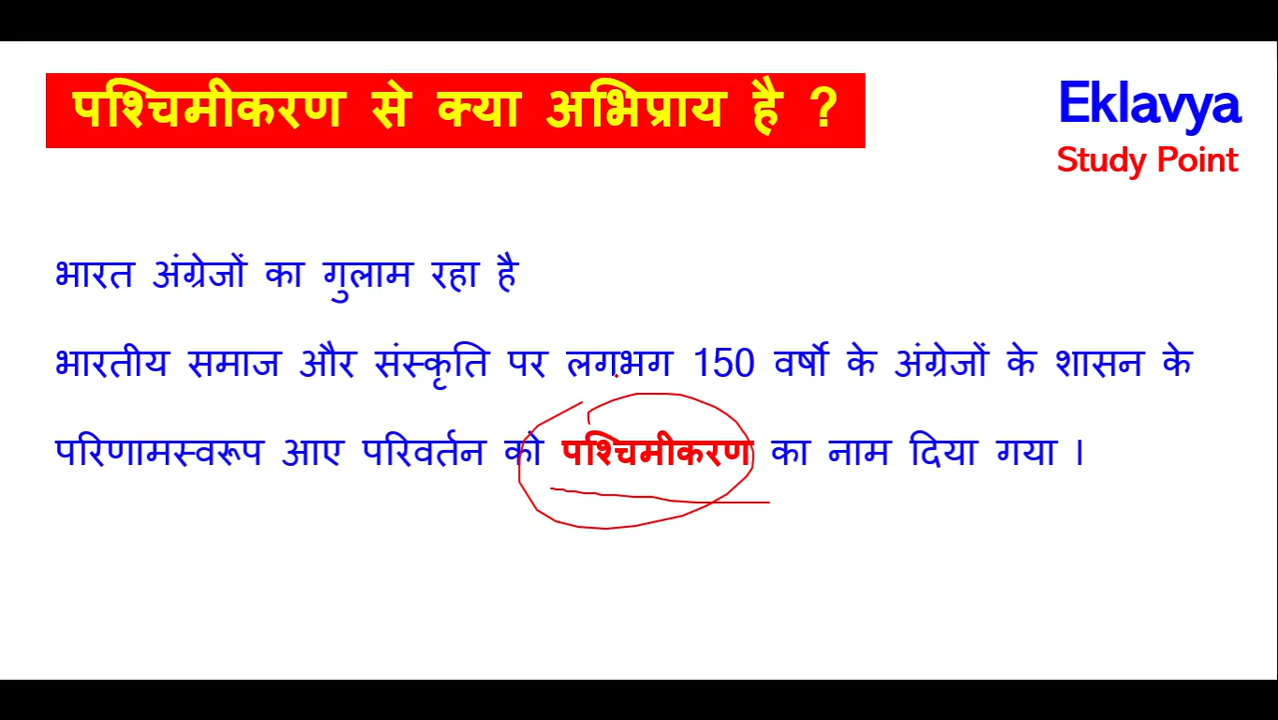 पश्चिमीकरण से क्या अभिप्राय है ?
Eklavya
Study Point
भारत अंग्रेजों का गुलाम रहा है
भारतीय समाज और संस्कृति पर लगभग 150 वर्षो के अंग्रेजों के शासन के
परिणामस्वरूप आए परिवर्तन को पश्चिमीकरण का नाम दिया गया ।